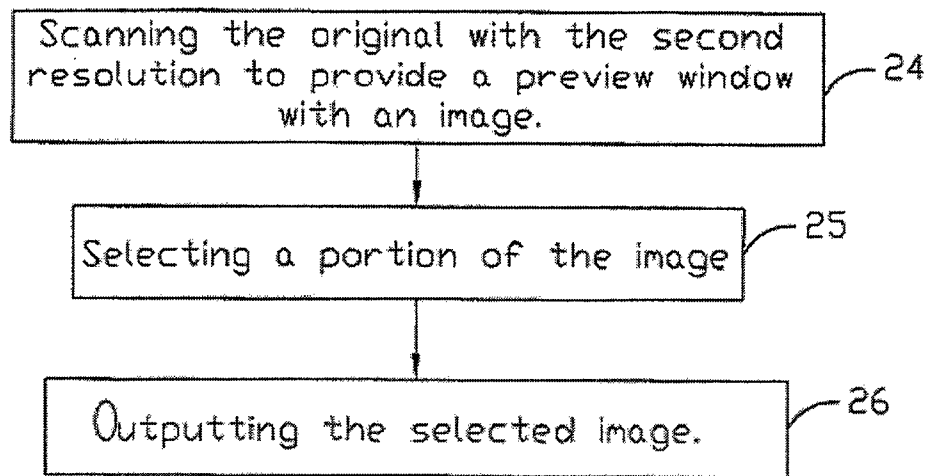 Scanning the original with the second
resolution to provide a preview window
with an image.
24
Selecting a portion of the image
25
Outputting the selected image.
26